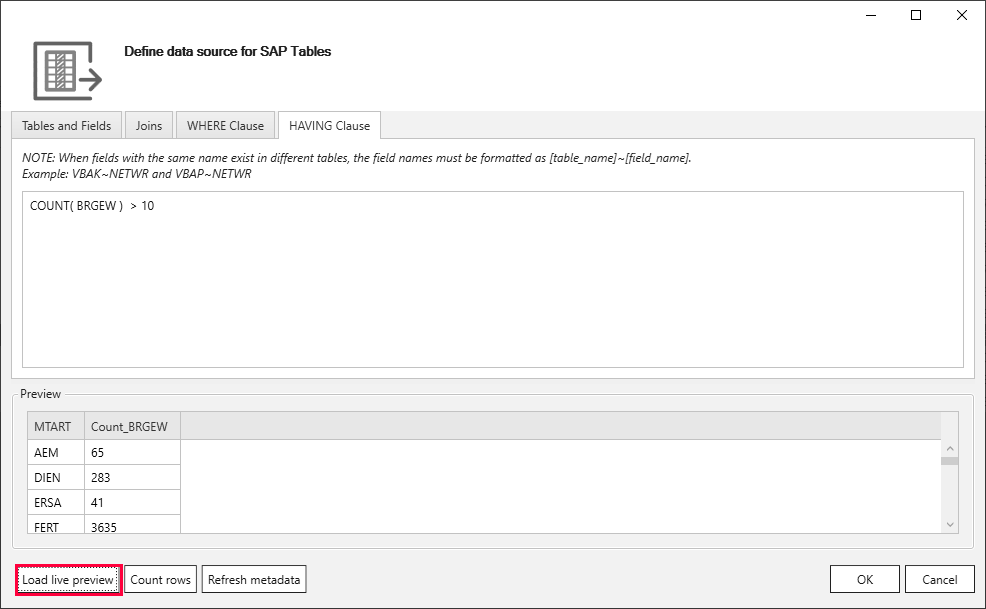 Define data source for SAP Tables
Tables and Fields Joins WHERE Clause HAVING Clause
NOTE: When fields with the same name exist in different tables, the field names must be formatted as [table_name]~[field_name].
Example: VBAK~NETWR and VBAP~NETWR
COUNT( BRGEW )  > 10
Preview
MTART Count_BRGEW
AEM 65
DIEN 283
ERSA 41
FERT 3635
Load live preview Count rows Refresh metadata OK Cancel